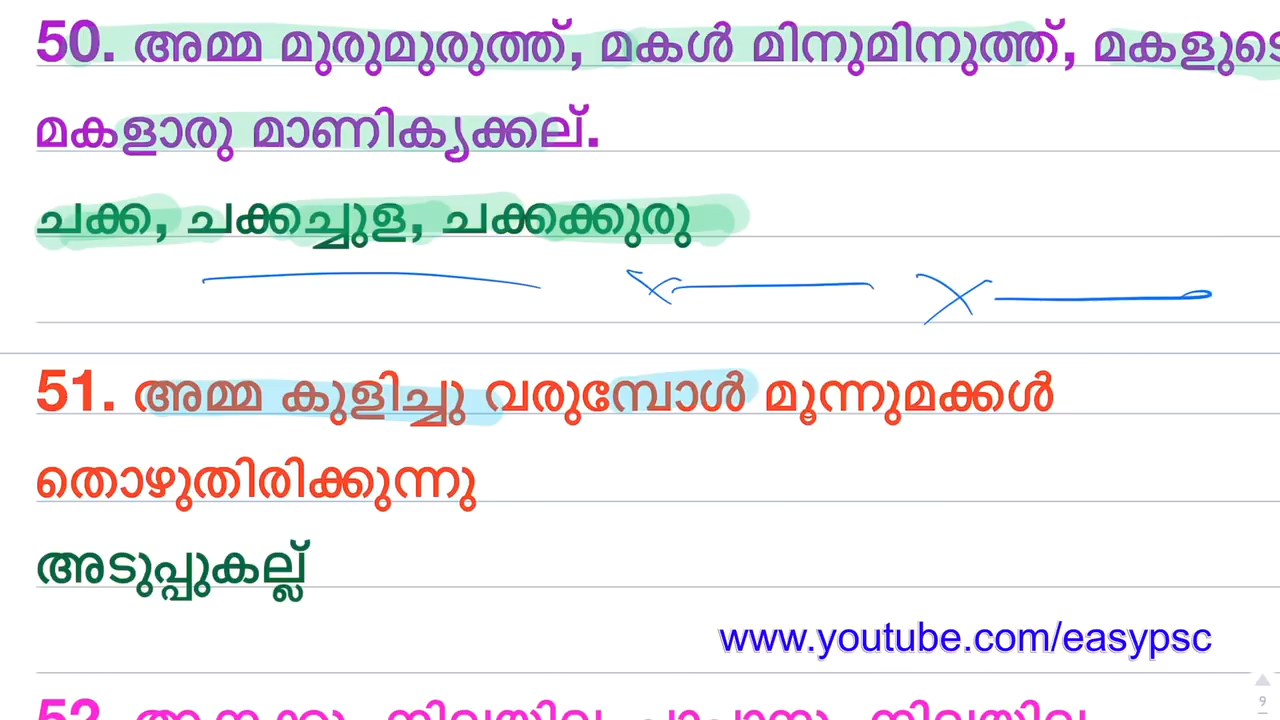 50. അമ്മ മുരുമുരുത്ത്, മകൾ മിനുമിനുത്ത്, മകളുടെ
മകളാരു മാണിക്യക്കല്.
ചക്ക, ചക്കച്ചുള, ചക്കക്കുരു
51. അമ്മ കുളിച്ചു വരുമ്പോൾ മൂന്നുമക്കൾ
തൊഴുതിരിക്കുന്നു
അടുപ്പുകല്ല്
www.youtube.com/easypsc
9